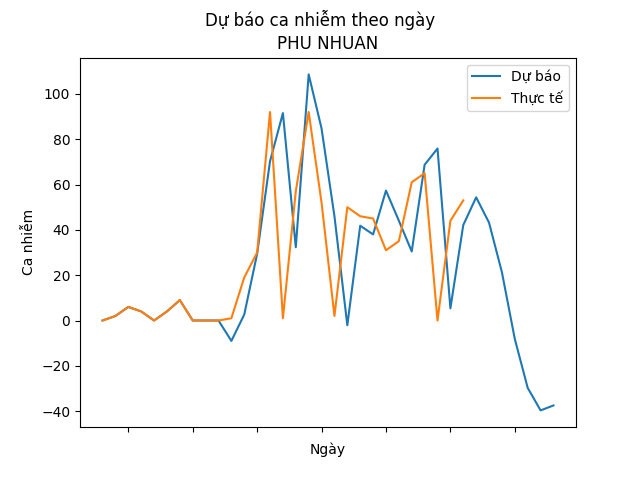 Dự báo ca nhiễm theo ngày
PHU NHUAN
Dự báo
Thực tế
100
80
60
40
20
0
−20
−40
Ca nhiễm
Ngày